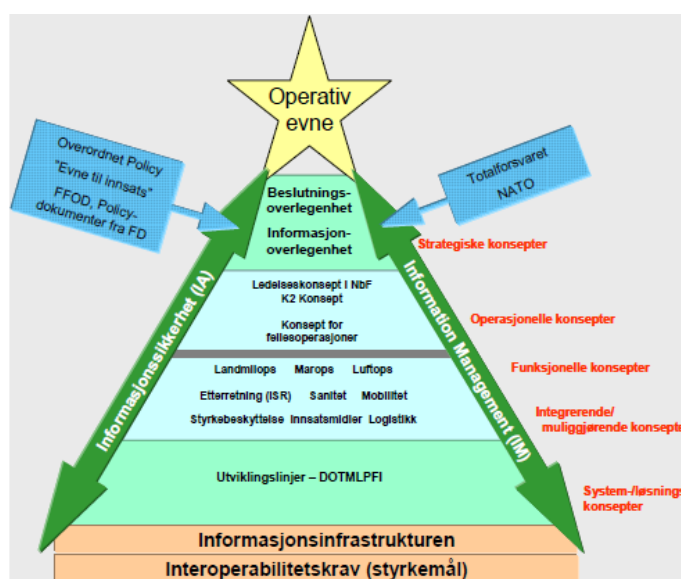 Operativ
evne
Overordnet Policy
"Evne til innsats"
FFOD, Policy-
dokumenter fra FD
Totalforsvaret
NATO
Beslutnings-
overlegenhet
Informasjon-
overlegenhet
Strategiske konsepter
Ledelseskonsept I NbF
K2 Konsept
Konsept for
fellesoperasjoner
Operasjonelle konsepter
Informasjonssikkerhet (IA)
Information Management (IM)
Funksjonelle konsepter
Landmilops Marops Luftops
Etterretning (ISR) Sanitet Mobilitet
Styrkebeskyttelse Innsatsmidler Logistikk
Integrerende/
muliggjørende konsepte
Utviklingslinjer – DOTMLPFI
System-/løsnings
konsepter
Informasjonsinfrastrukturen
Interoperabilitetskrav (styrkemål)